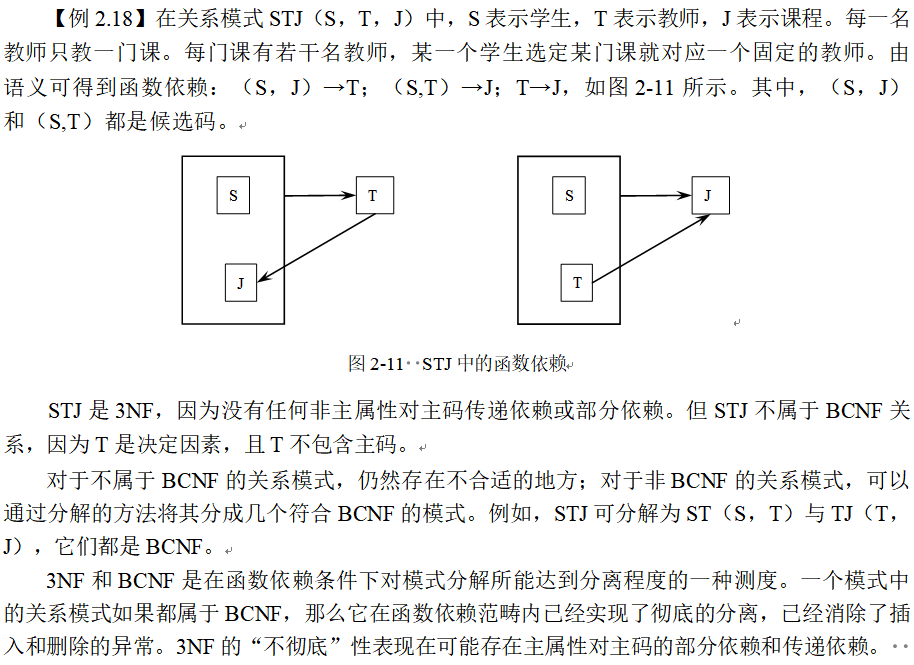 【例 2.18】在关系模式 STJ（S，T，J）中，S 表示学生，T 表示教师，J 表示课程。每一名
教师只教一门课。每门课有若干名教师，某一个学生选定某门课就对应一个固定的教师。由
语义可得到函数依赖：（S，J）→T；（S,T）→J；T→J，如图 2-11 所示。其中，（S，J）
和（S,T）都是候选码。
S T
J
S J
T
图 2-11 STJ 中的函数依赖
STJ 是 3NF，因为没有任何非主属性对主码传递依赖或部分依赖。但 STJ 不属于 BCNF 关
系，因为 T 是决定因素，且 T 不包含主码。
对于不属于 BCNF 的关系模式，仍然存在不合适的地方；对于非 BCNF 的关系模式，可以
通过分解的方法将其分成几个符合 BCNF 的模式。例如，STJ 可分解为 ST（S，T）与 TJ（T，
J），它们都是 BCNF。
3NF 和 BCNF 是在函数依赖条件下对模式分解所能达到分离程度的一种测度。一个模式中
的关系模式如果都属于 BCNF，那么它在函数依赖范畴内已经实现了彻底的分离，已经消除了插
入和删除的异常。3NF 的“不彻底”性表现在可能存在主属性对主码的部分依赖和传递依赖。